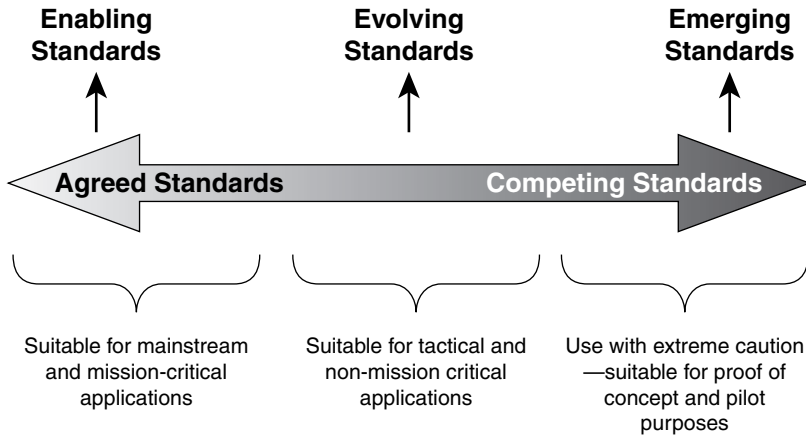 Enabling
Standards
Evolving
Standards
Emerging
Standards
Agreed Standards
Competing Standards
Suitable for mainstream
and mission-critical
applications
Suitable for tactical and
non-mission critical
applications
Use with extreme caution
—suitable for proof of
concept and pilot
purposes